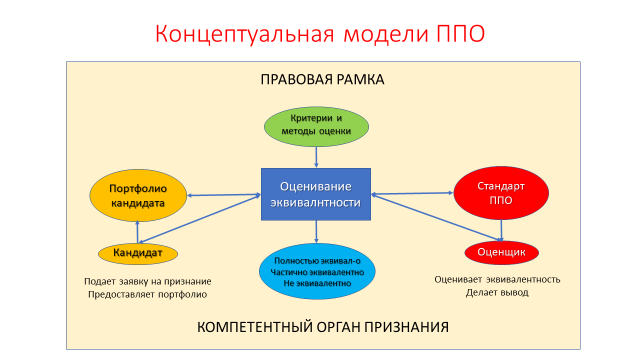 Концептуальная модели ППО
ПРАВОВАЯ РАМКА
Критерии и
методы оценки
Портфолио
кандидата
Оценивание
эквивалнтности
Стандарт
ППО
Кандидат
Оценщик
Полностью эквивал-о
Частично эквивалентно
Не эквивалентно
Подает заявку на признание
Предоставляет портфолио
Оценивает эквивалентность
Делает вывод
КОМПЕТЕНТНЫЙ ОРГАН ПРИЗНАНИЯ